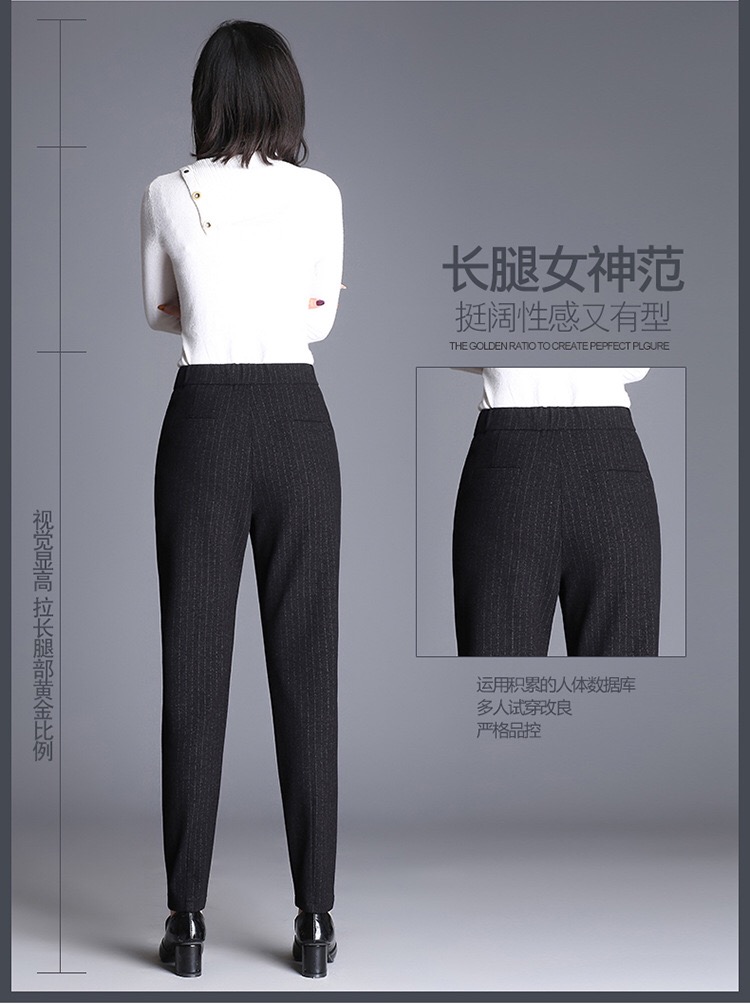 长腿女神范
挺阔性感又有型
THE GOLDEN RATIO TO CREATE PEPFECT PLGURE
视觉显高 拉长腿部黄金比例
运用积累的人体数据库
多人试穿改良
严格品控